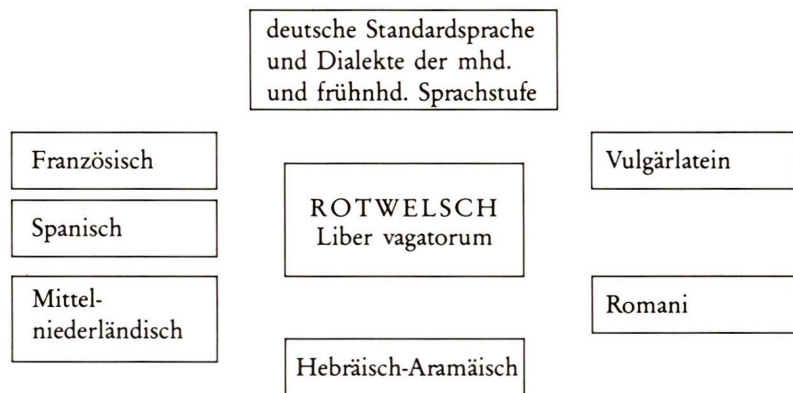 deutsche Standardsprache
und Dialekte der mhd.
und frühnhd. Sprachstufe
Französisch
Vulgärlatein
ROTWELSCH
Liber vagatorum
Spanisch
Mittel-
niederländisch
Romani
Hebräisch-Aramäisch